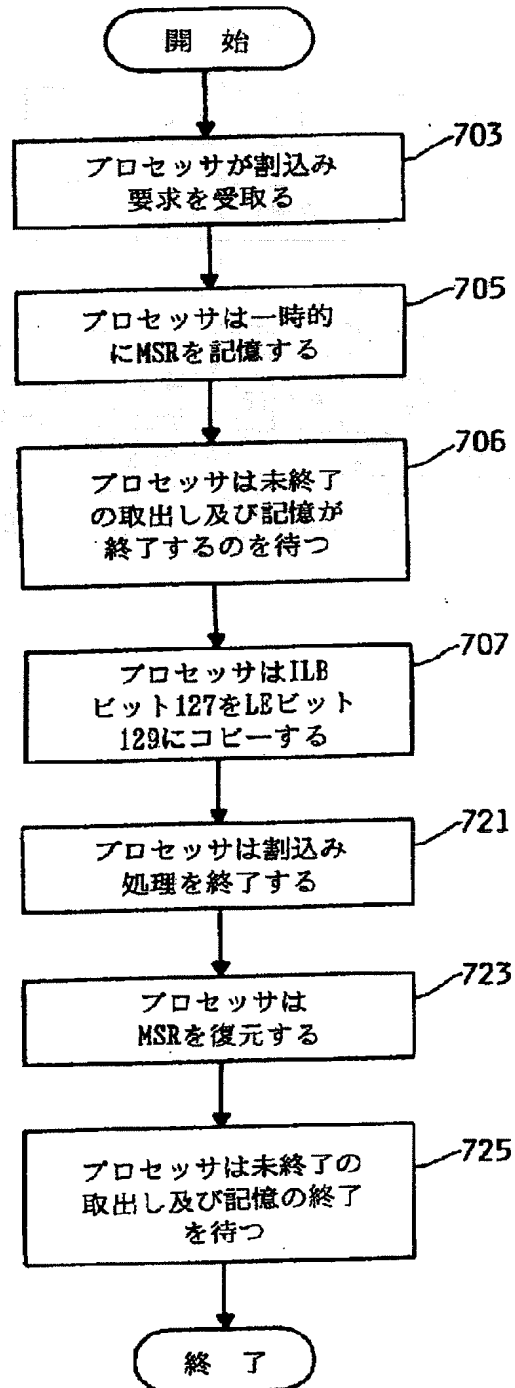 開 始
703
プロセッサが割込み
要求を受取る
705
プロセッサは一時的
にMSRを記憶する
706
プロセッサは未終了
の取出し及び記憶が
終了するのを待つ
707
プロセッサはILB
ビット127をLEビット
129にコピーする
721
プロセッサは割込み
処理を終了する
723
プロセッサは
MSRを復元する
725
プロセッサは未終了の
取出し及び記憶の終了
を待つ
終 了